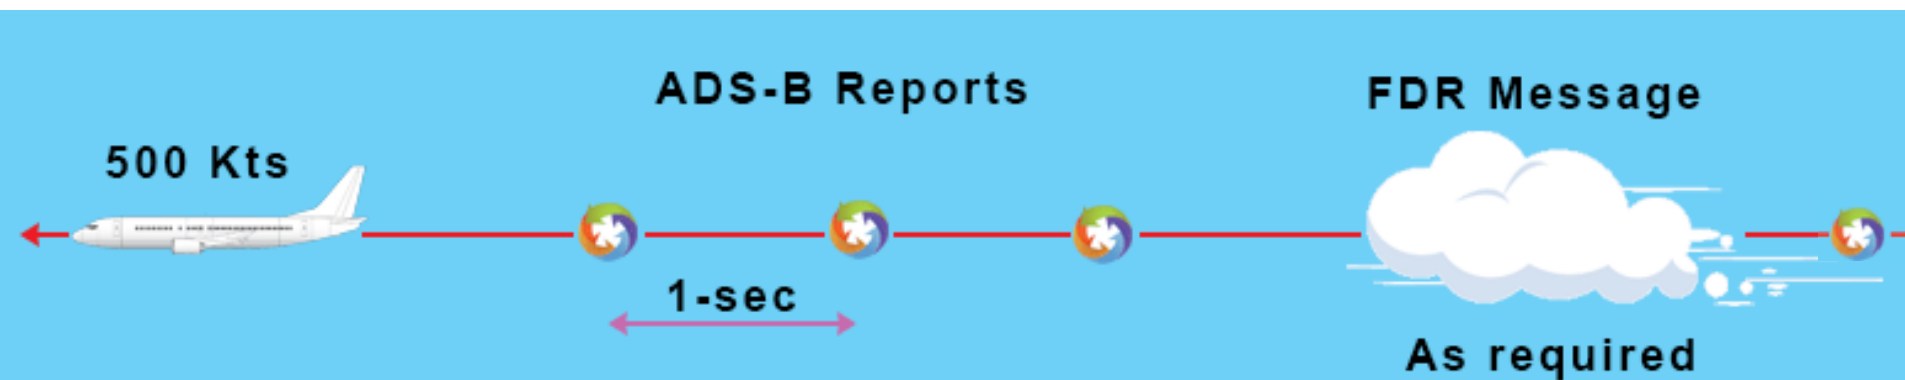 ADS-B Reports
FDR Message
500 Kts
1-sec
As required